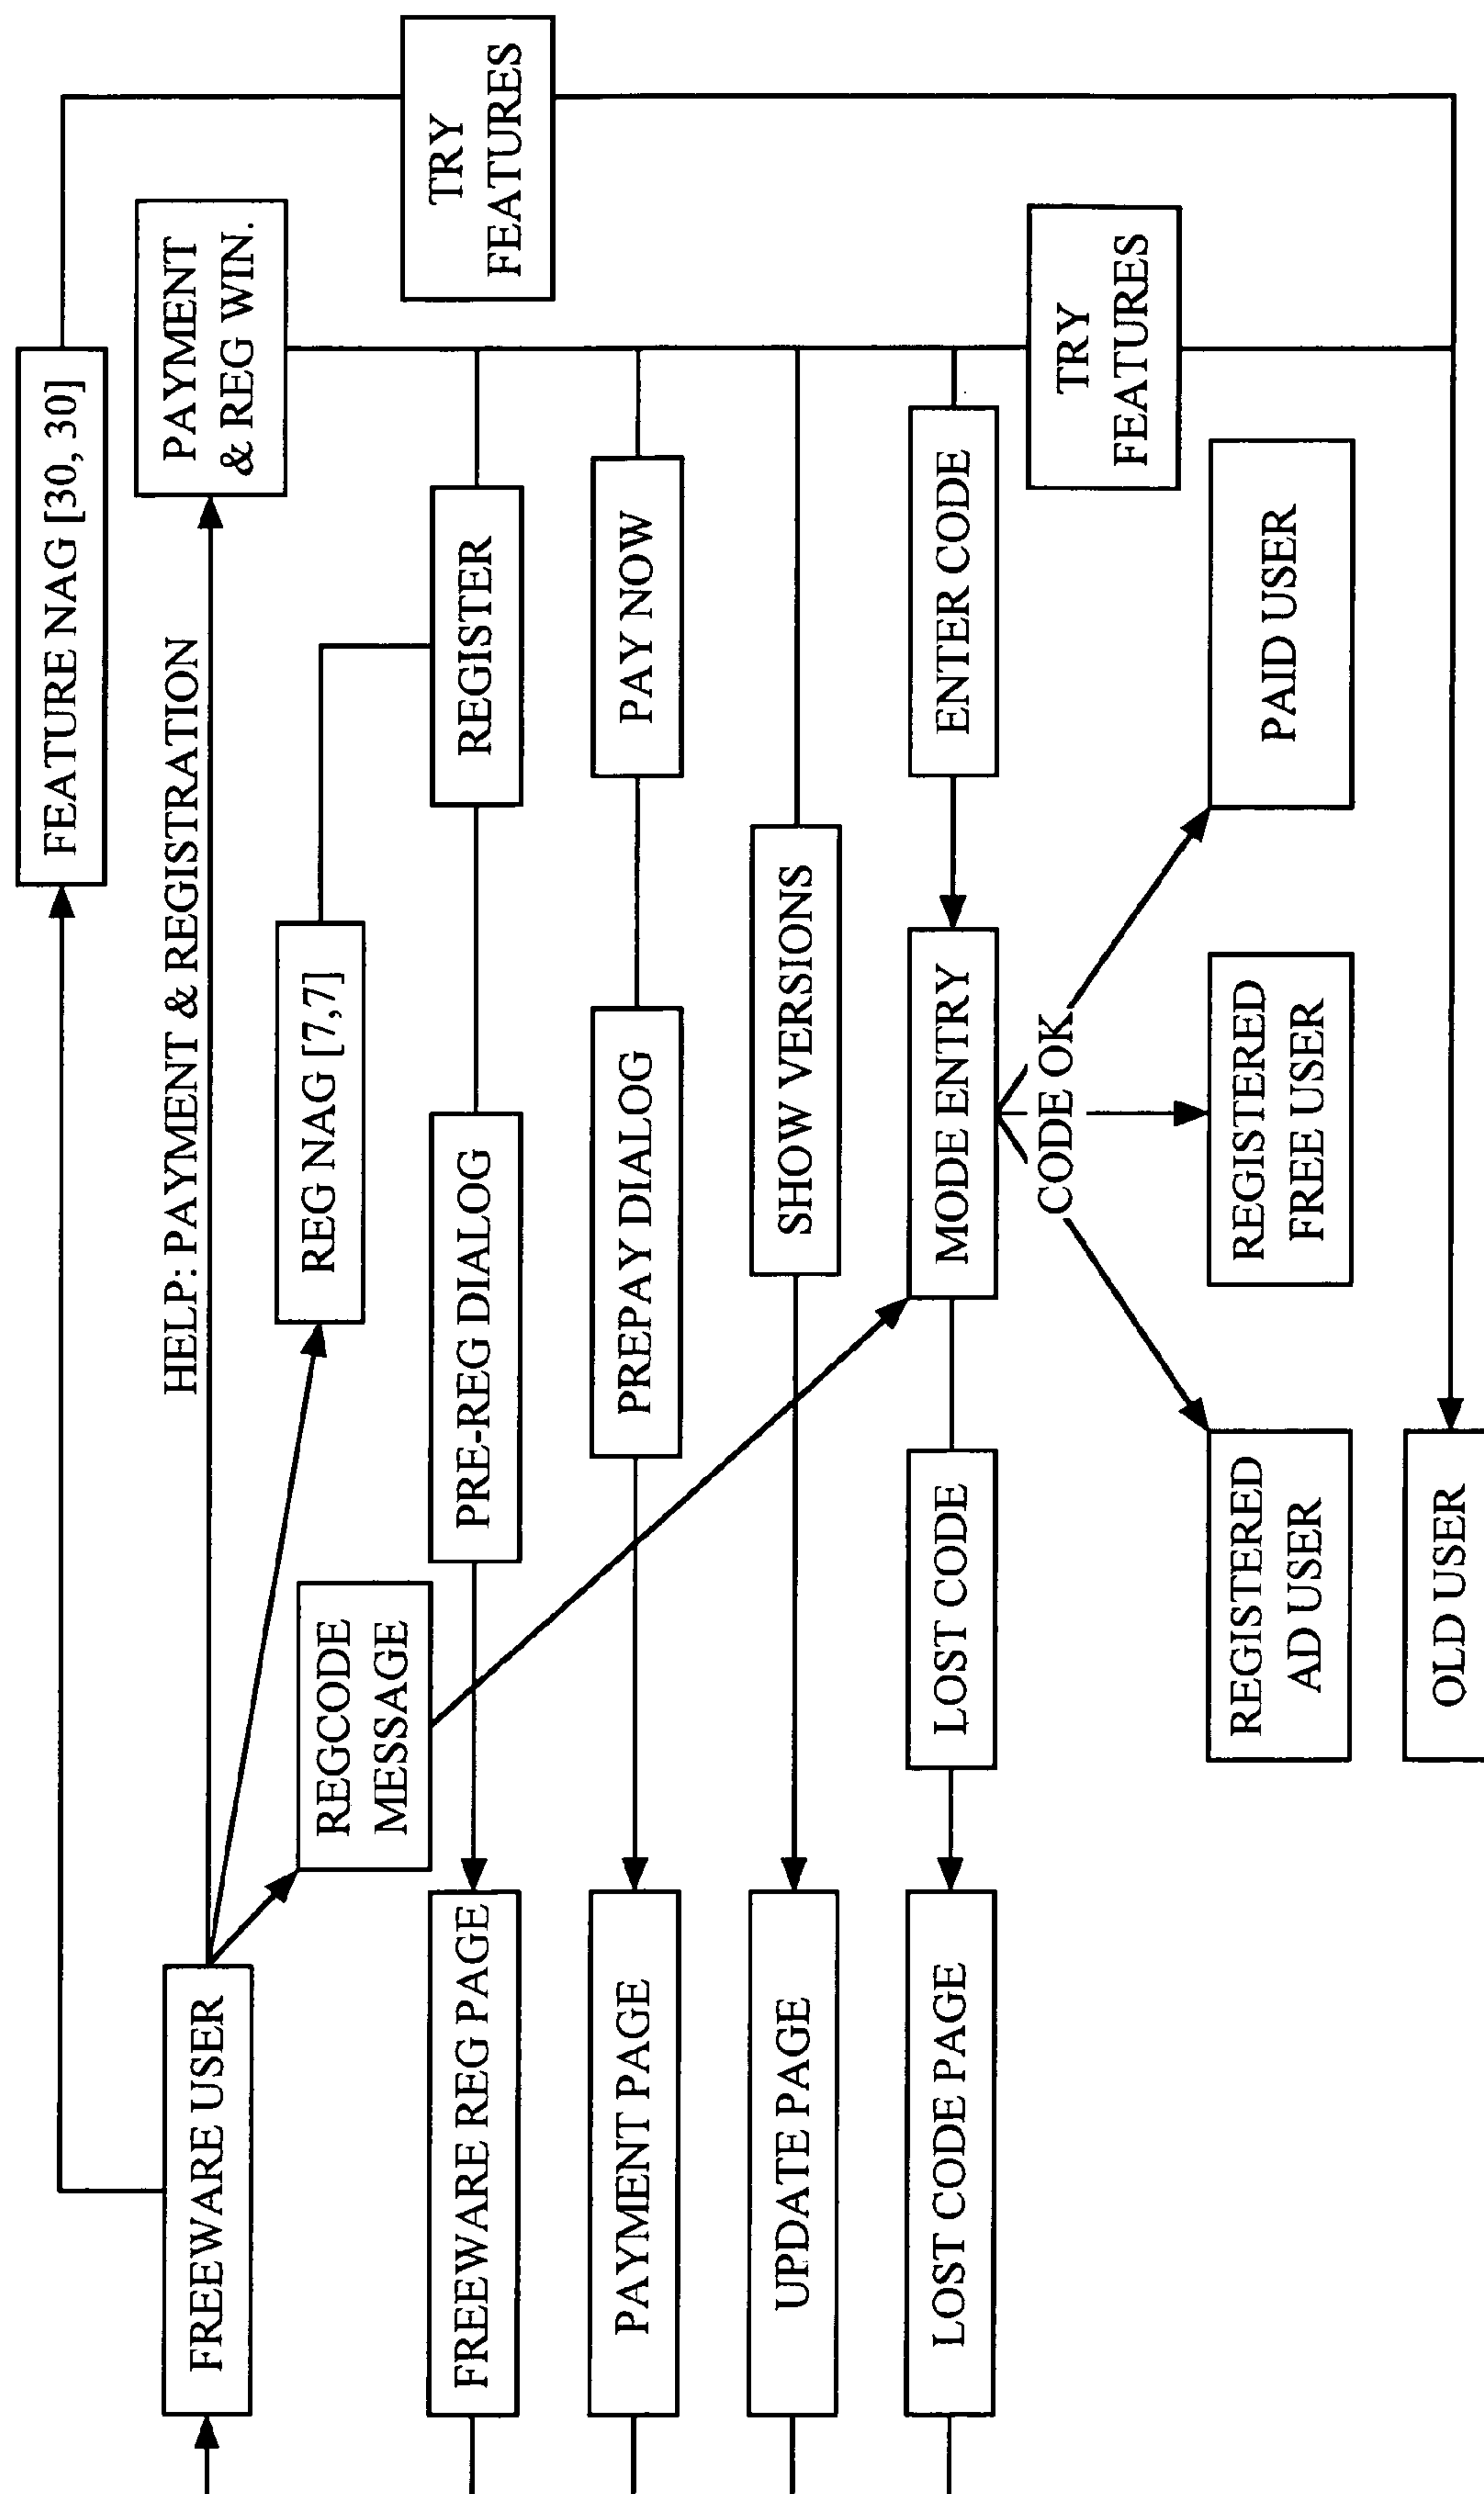 FEATURE NAG [30, 30]
TRY
FEATURES
HELP: PAYMENT & REGISTRATION
PAYMENT
& REG WIN.
FREEWARE USER
REG NAG [7,7]
REGCODE
MESSAGE
FREEWARE REG PAGE
PRE-REG DIALOG
REGISTER
PAYMENT PAGE
PREPAY DIALOG
PAY NOW
UPDATE PAGE
SHOW VERSIONS
LOST CODE PAGE
LOST CODE
MODE ENTRY
ENTER CODE
CODE OK
TRY
FEATURES
REGISTERED
AD USER
REGISTERED
FREE USER
PAID USER
OLD USER